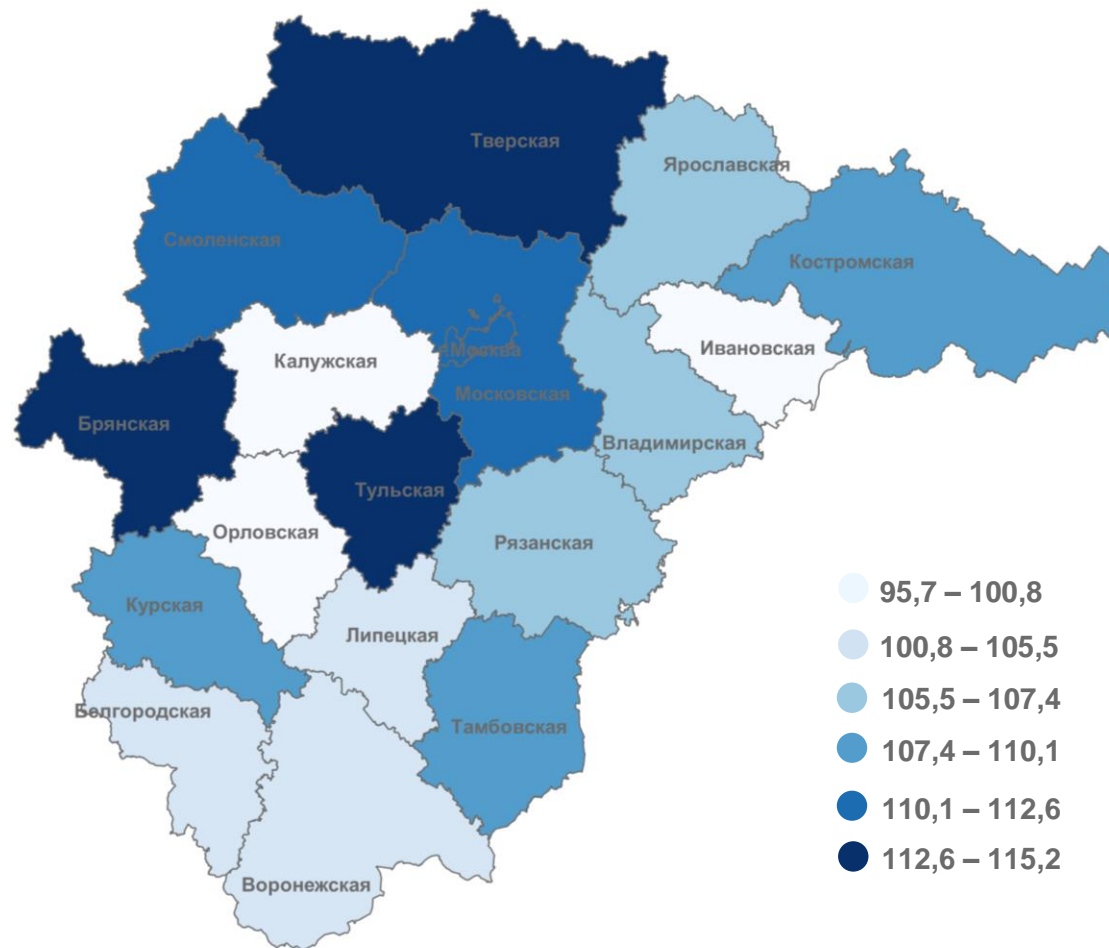 Тверская
Ярославская
Смоленская
Костромская
Москва
Ивановская
Калужская
Московская
Брянская
Владимирская
Тульская
Орловская
Рязанская
Курская
Липецкая
Белгородская
Тамбовская
Воронежская
95,7 – 100,8
100,8 – 105,5
105,5 – 107,4
107,4 – 110,1
110,1 – 112,6
112,6 – 115,2